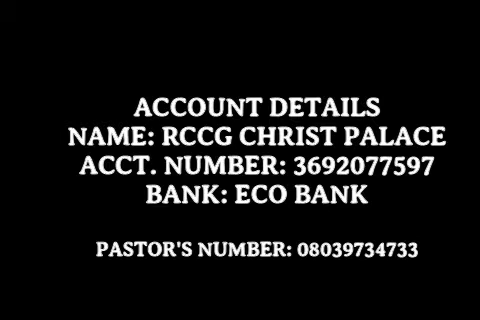 ACCOUNT DETAILS
NAME: RCCG CHRIST PALACE
ACCT. NUMBER: 3692077597
BANK: ECO BANK
PASTOR'S NUMBER: 08039734733